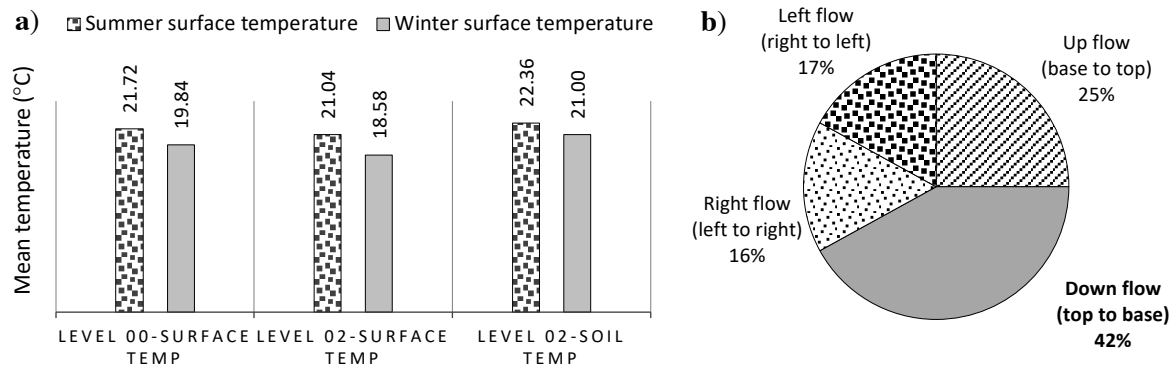 a)
Summer surface temperature
Winter surface temperature
Mean temperature (°C)
21.72
19.84
21.04
18.58
22.36
21.00
LEVEL 00-SURFACE
TEMP
LEVEL 02-SURFACE
TEMP
LEVEL 02-SOIL
TEMP
b)
Left flow
(right to left)
17%
Up flow
(base to top)
25%
Right flow
(left to right)
16%
Down flow
(top to base)
42%